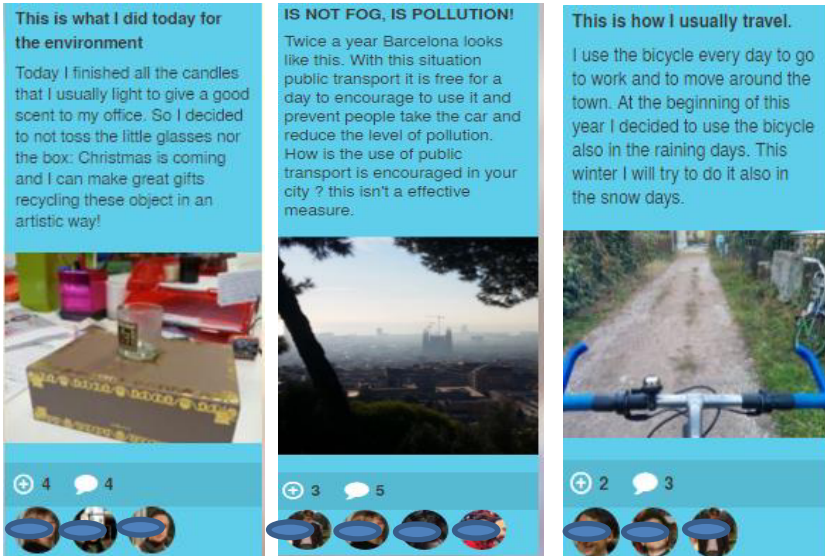 This is what I did today for
the environment
Today I finished all the candles
that I usually light to give a good
scent to my office. So I decided
to not toss the little glasses nor
the box: Christmas is coming
and I can make great gifts
recycling these object in an
artistic way!
4 4
IS NOT FOG, IS POLLUTION!
Twice a year Barcelona looks
like this. With this situation
public transport it is free for a
day to encourage to use it and
prevent people take the car and
reduce the level of pollution.
How is the use of public
transport is encouraged in your
city ? this isn't a effective
measure.
3 5
This is how I usually travel.
I use the bicycle every day to go
to work and to move around the
town. At the beginning of this
year I decided to use the bicycle
also in the raining days. This
winter I will try to do it also in
the snow days.
2 3